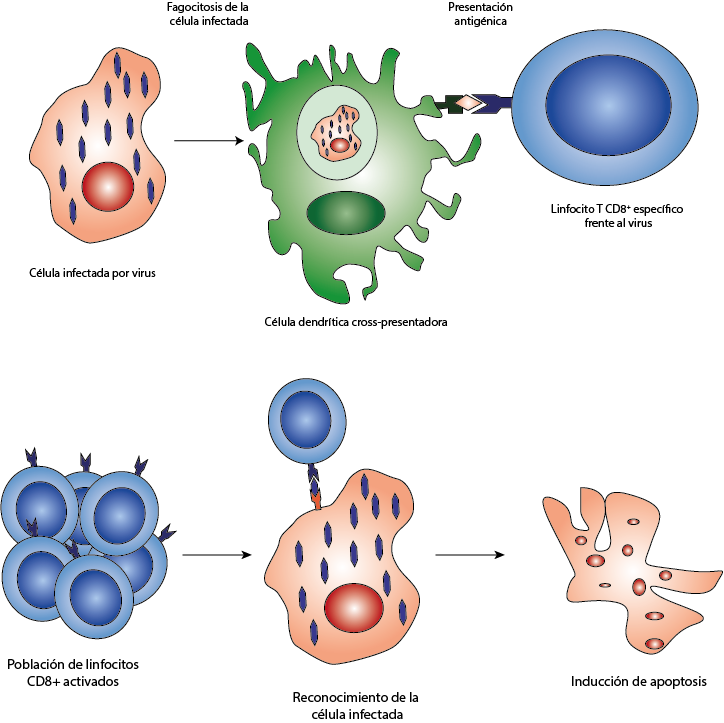 Fagocitosis de la
célula infectada
Presentación
antigénica
Linfocito T CD8⁺ específico
frente al virus
Célula infectada por virus
Célula dendrítica cross-presentadora
Población de linfocitos
CD8+ activados
Reconocimiento de la
célula infectada
Inducción de apoptosis